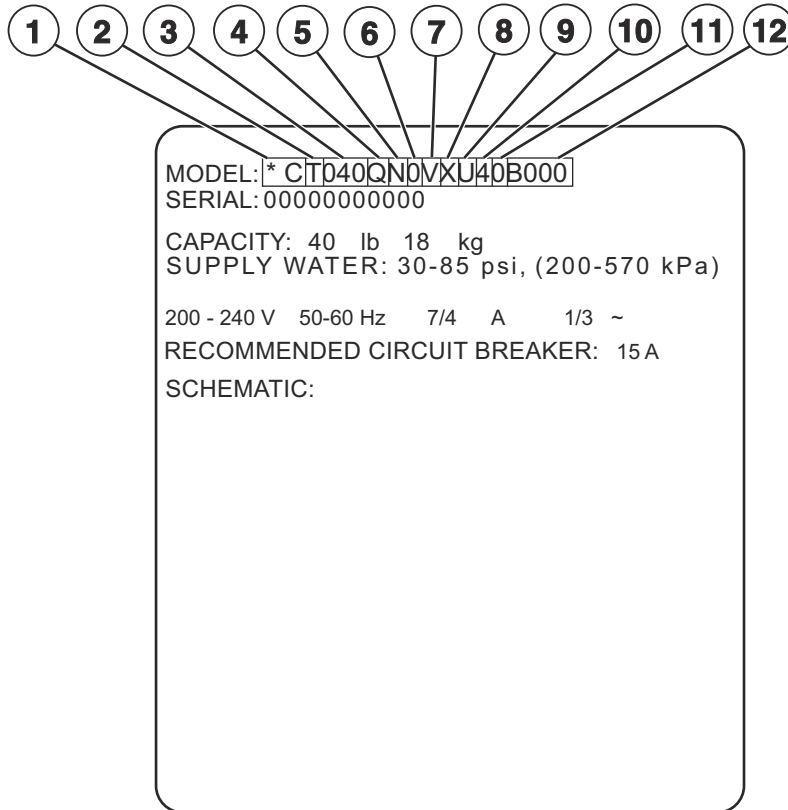 1 2 3 4 5 6 7 8 9 10 11 12
MODEL: * CT040QN0VXU40B000
SERIAL: 00000000000
CAPACITY: 40 lb 18 kg
SUPPLY WATER: 30-85 psi, (200-570 kPa)
200 - 240 V 50-60 Hz 7/4 A 1/3 ~
RECOMMENDED CIRCUIT BREAKER: 15 A
SCHEMATIC: